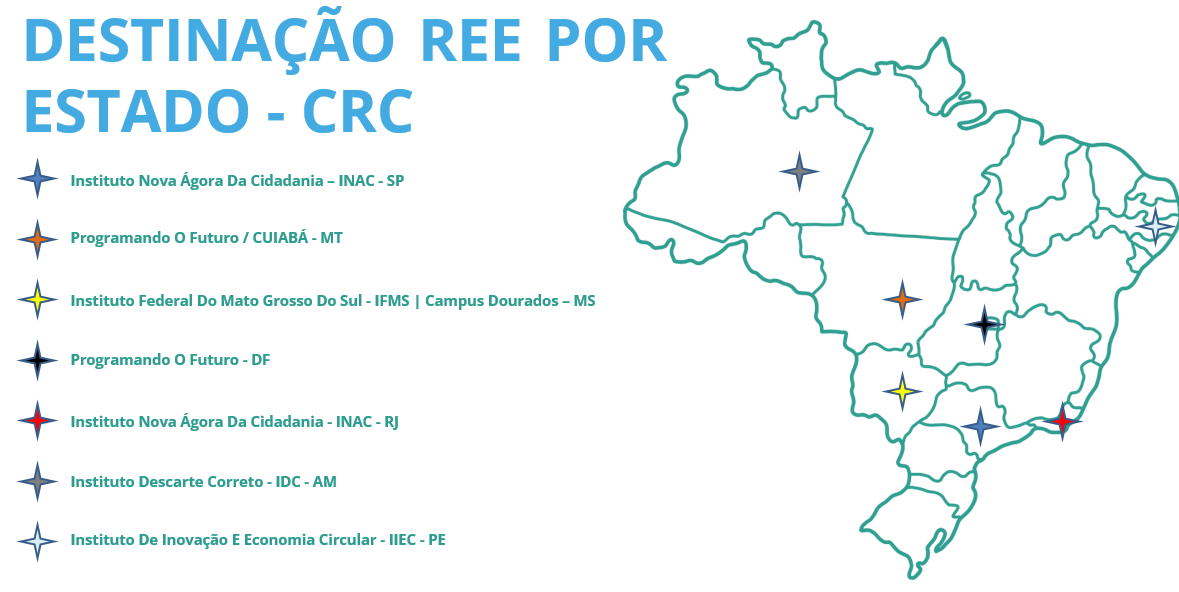 DESTINAÇÃO REE POR
ESTADO - CRC
Instituto Nova Ágora Da Cidadania – INAC - SP
Programando O Futuro / CUIABÁ - MT
Instituto Federal Do Mato Grosso Do Sul - IFMS | Campus Dourados – MS
Programando O Futuro - DF
Instituto Nova Ágora Da Cidadania - INAC - RJ
Instituto Descarte Correto - IDC - AM
Instituto De Inovação E Economia Circular - IIEC - PE